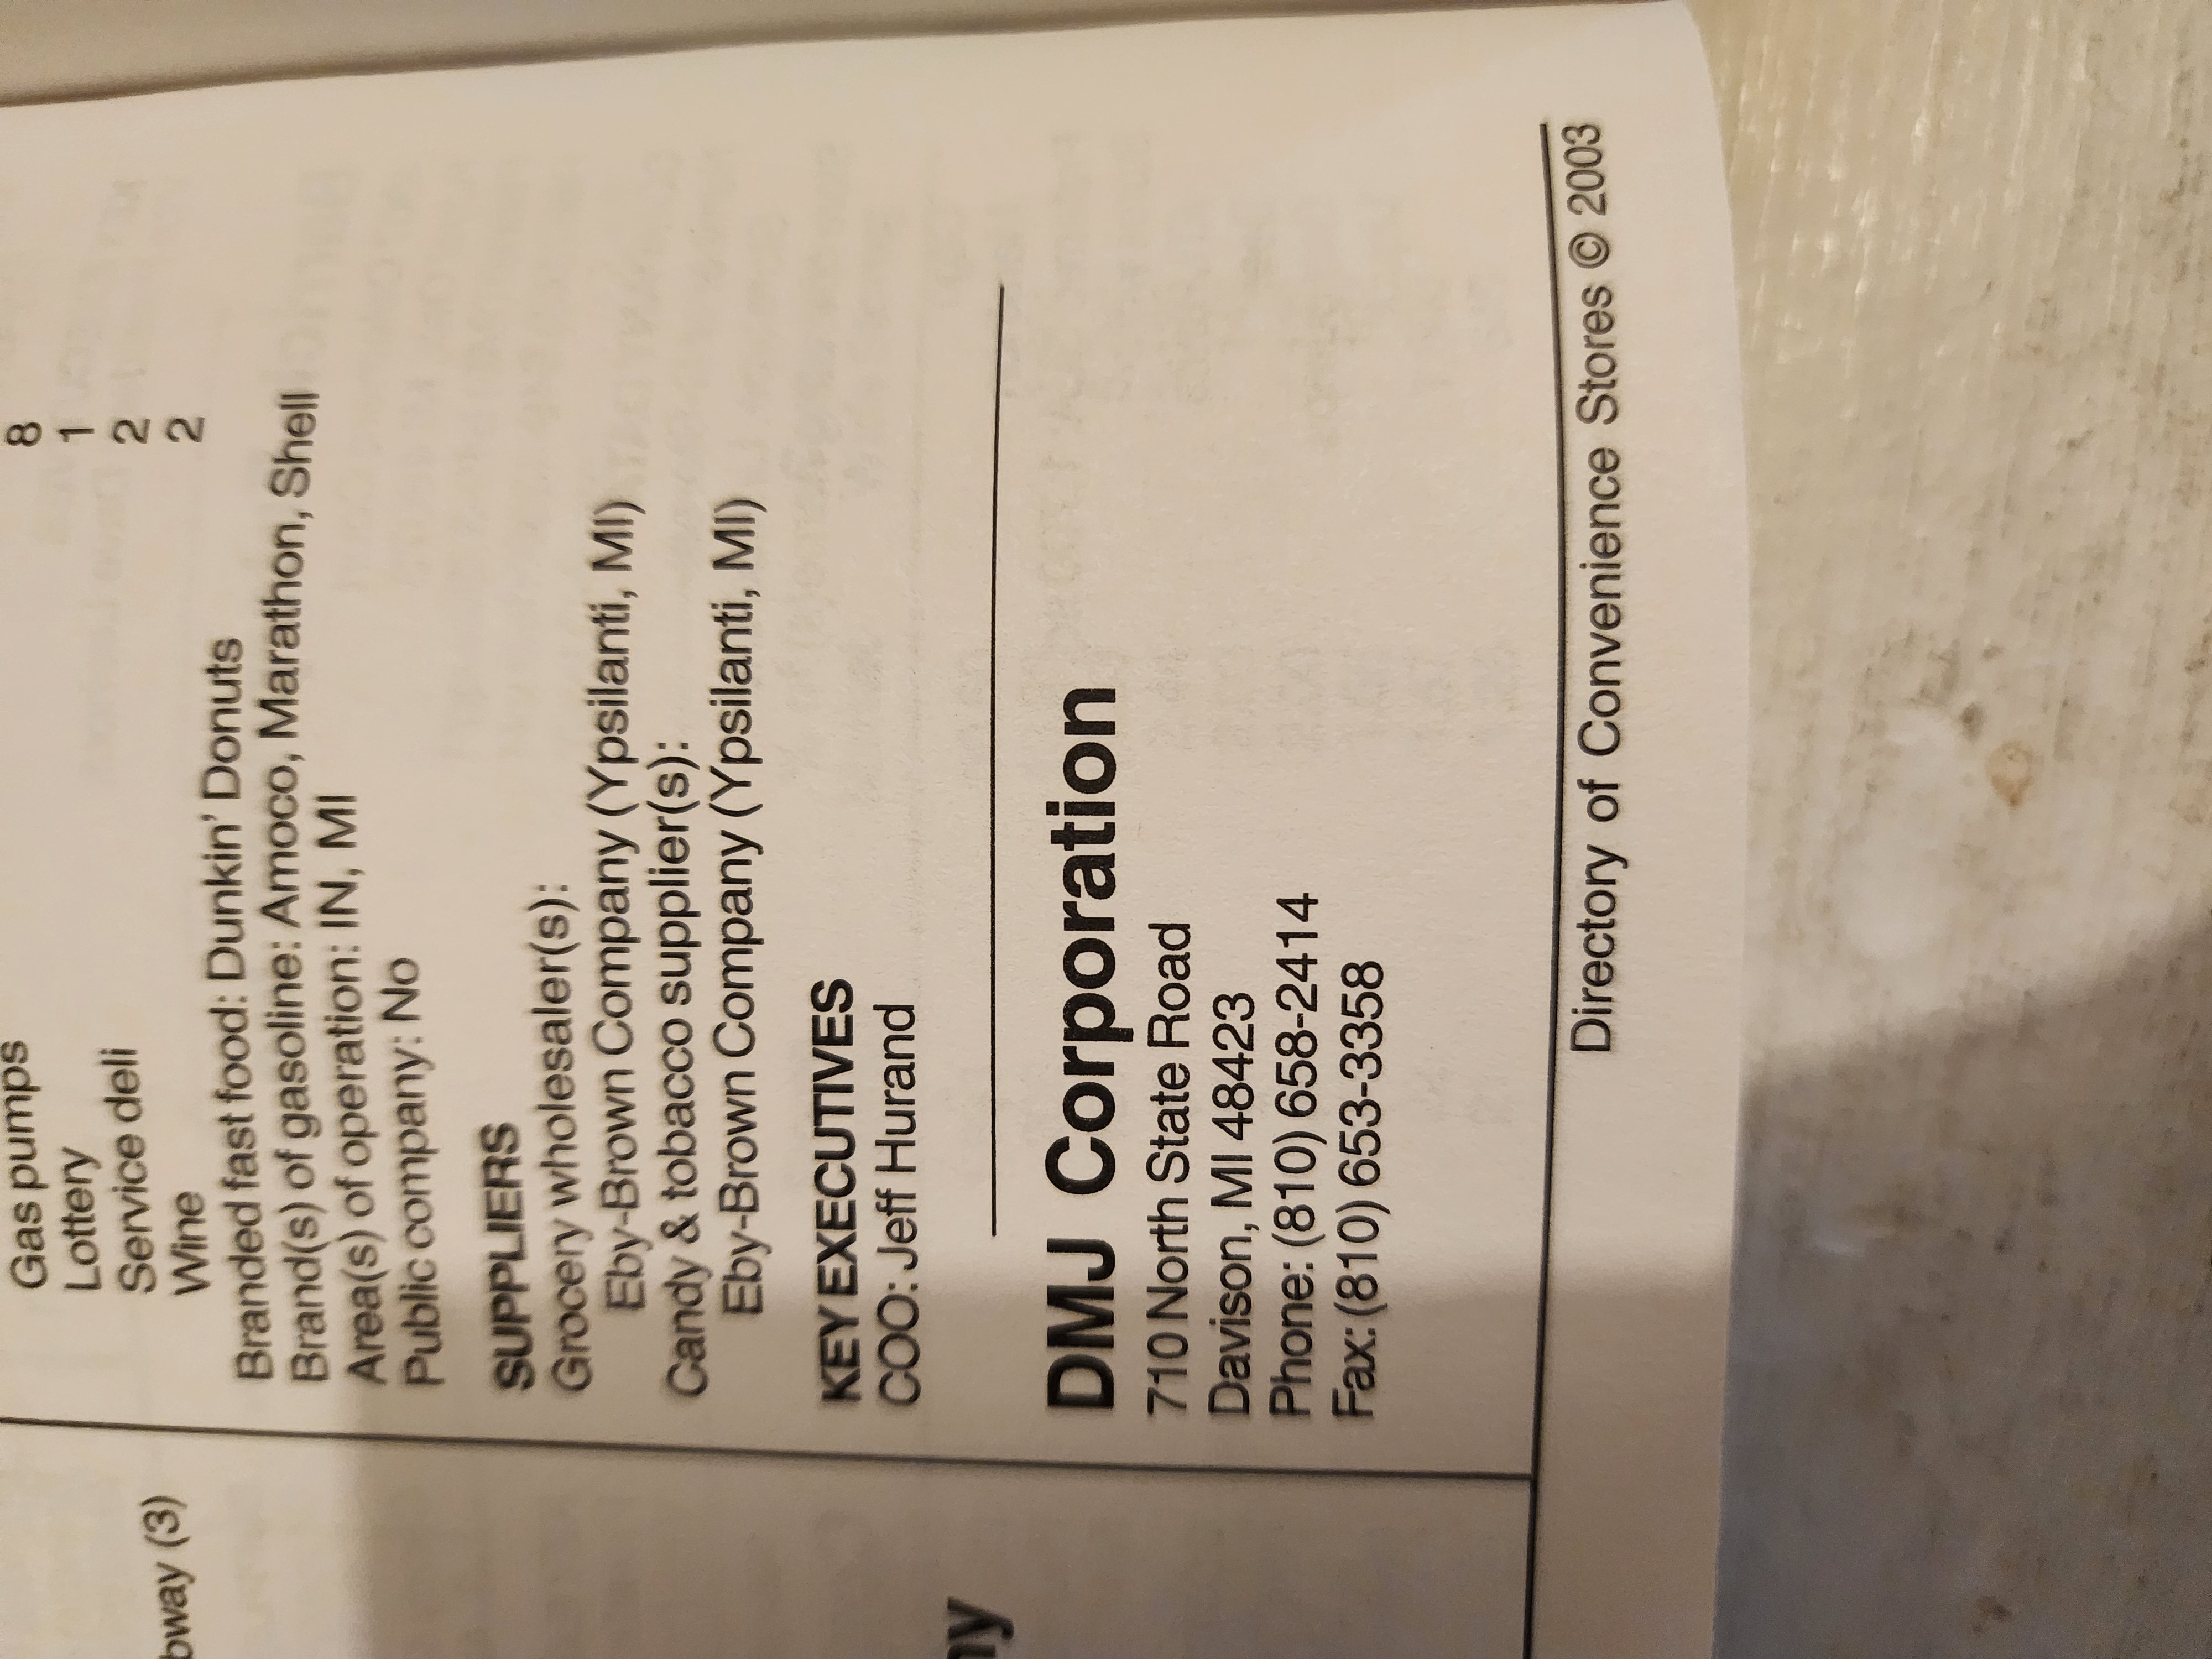 bway (3)
ny
Gas pumps 8
Lottery 1
Service deli 2
Wine 2
Branded fast food: Dunkin' Donuts
Brand(s) of gasoline: Amoco, Marathon, Shell
Area(s) of operation: IN, MI
Public company: No
SUPPLIERS
Grocery wholesaler(s):
Eby-Brown Company (Ypsilanti, MI)
Candy & tobacco supplier(s):
Eby-Brown Company (Ypsilanti, MI)
KEY EXECUTIVES
COO: Jeff Hurand
DMJ Corporation
710 North State Road
Davison, MI 48423
Phone: (810) 658-2414
Fax: (810) 653-3358
Directory of Convenience Stores © 2003